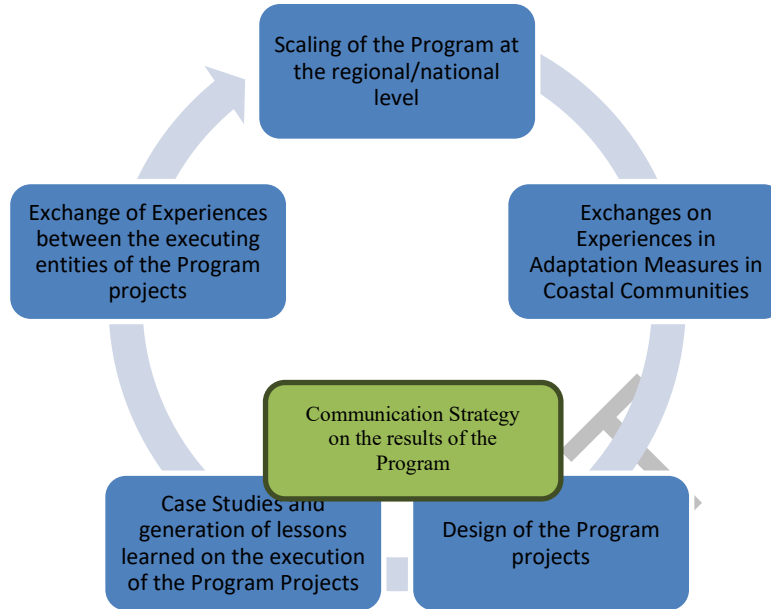 Scaling of the Program at
the regional/national
level
Exchange of Experiences
between the executing
entities of the Program
projects
Exchanges on
Experiences in
Adaptation Measures in
Coastal Communities
Communication Strategy
on the results of the
Program
Case Studies and
generation of lessons
learned on the execution
of the Program Projects
Design of the Program
projects